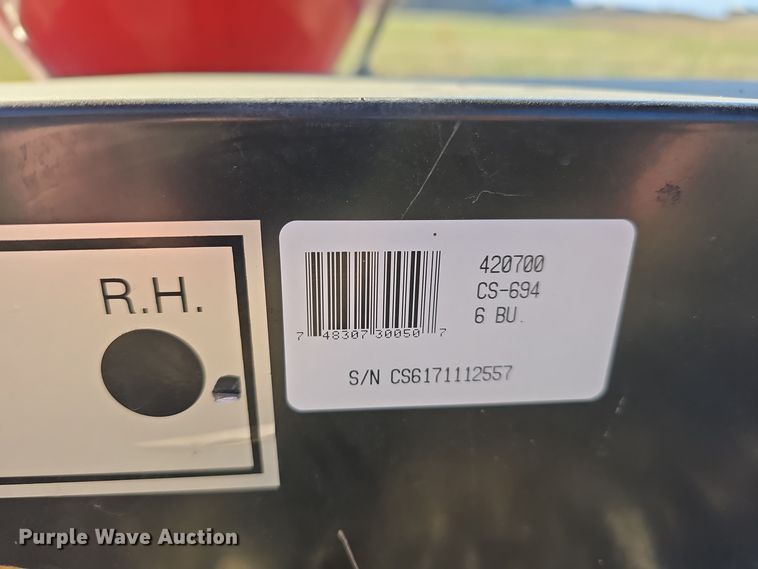 R.H.
7 48307 30050 7
420700
CS-694
6 BU.
S/N CS6171112557
Purple Wave Auction